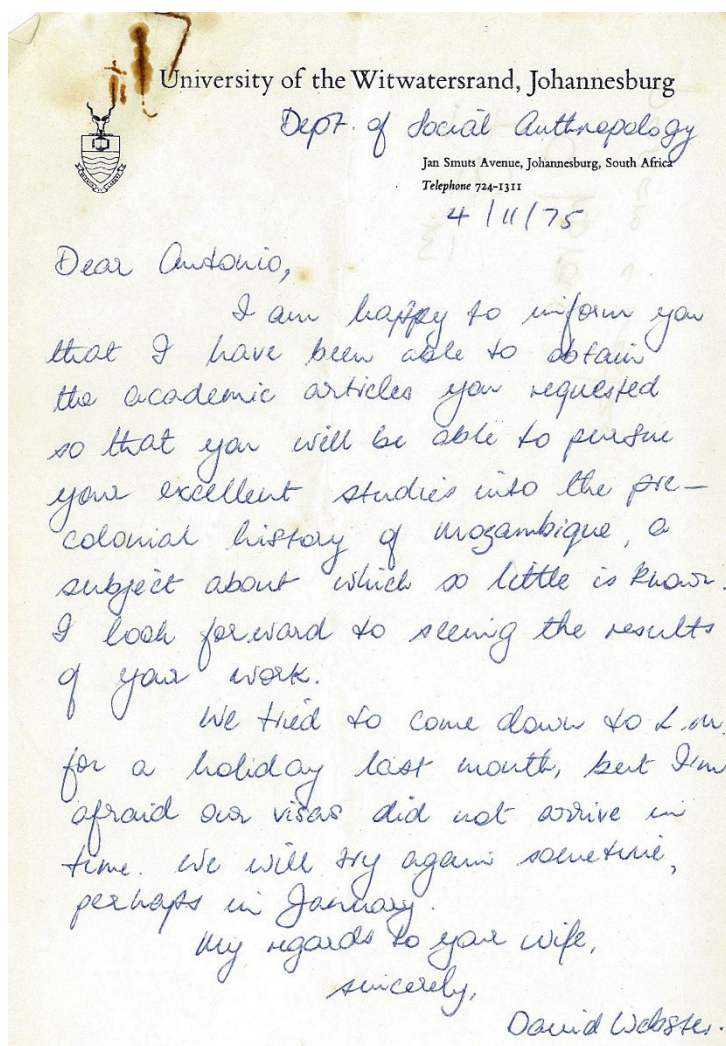 University of the Witwatersrand, Johannesburg
Dept. of Social Anthropology
Jan Smuts Avenue, Johannesburg, South Africa
Telephone 724-1311
4/11/75
Dear Antonio,
I am happy to inform you
that I have been able to obtain
the academic articles you requested
so that you will be able to pursue
your excellent studies into the pre-
colonial history of Mozambique, a
subject about which so little is known.
I look forward to seeing the results
of your work.
We tried to come down to L.M.
for a holiday last month, but I'm
afraid our visas did not arrive in
time. We will try again sometime,
perhaps in January.
My regards to your wife,
sincerely,
David Webster.